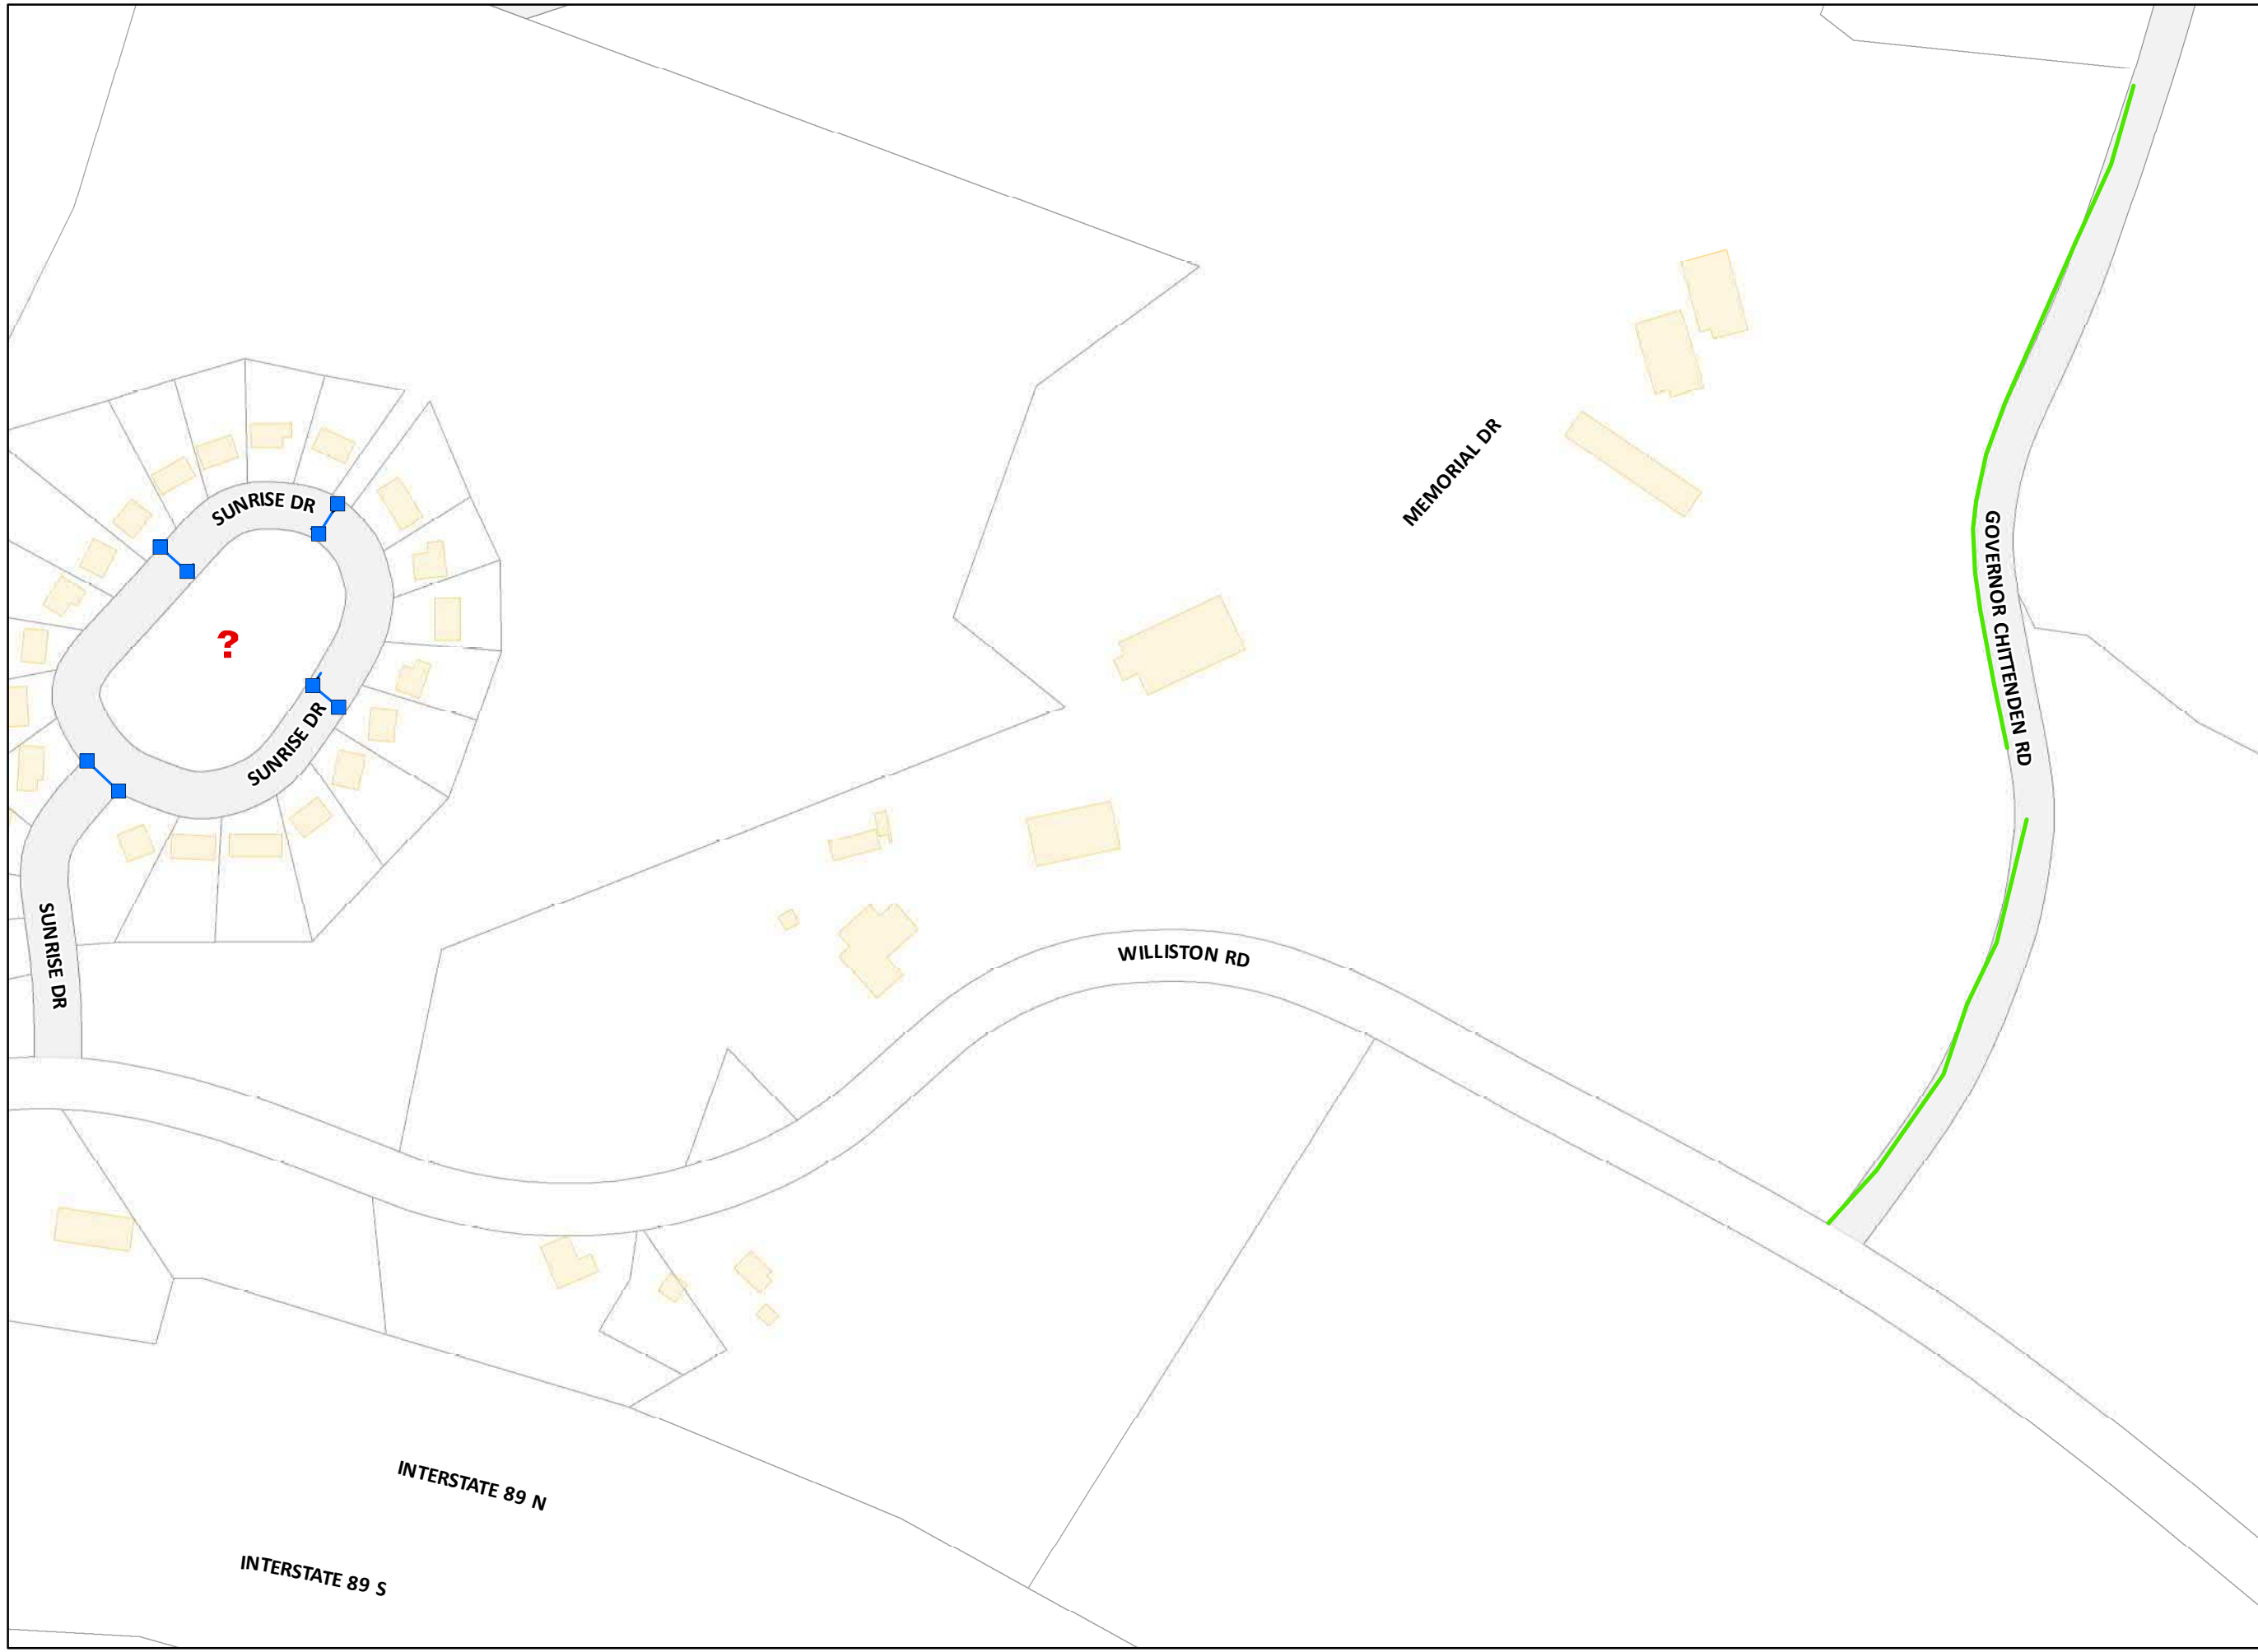 MEMORIAL DR
SUNRISE DR
GOVERNOR CHITTENDEN RD
?
SUNRISE DR
SUNRISE DR
WILLISTON RD
INTERSTATE 89 N
INTERSTATE 89 S